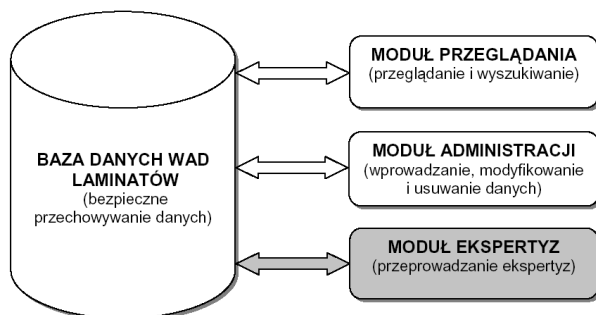 BAZA DANYCH WAD
LAMINATÓW
(bezpieczne
przechowywanie danych)
MODUŁ PRZEGLĄDANIA
(przeglądanie i wyszukiwanie)
MODUŁ ADMINISTRACJI
(wprowadzanie, modyfikowanie
i usuwanie danych)
MODUŁ EKSPERTYZ
(przeprowadzanie ekspertyz)